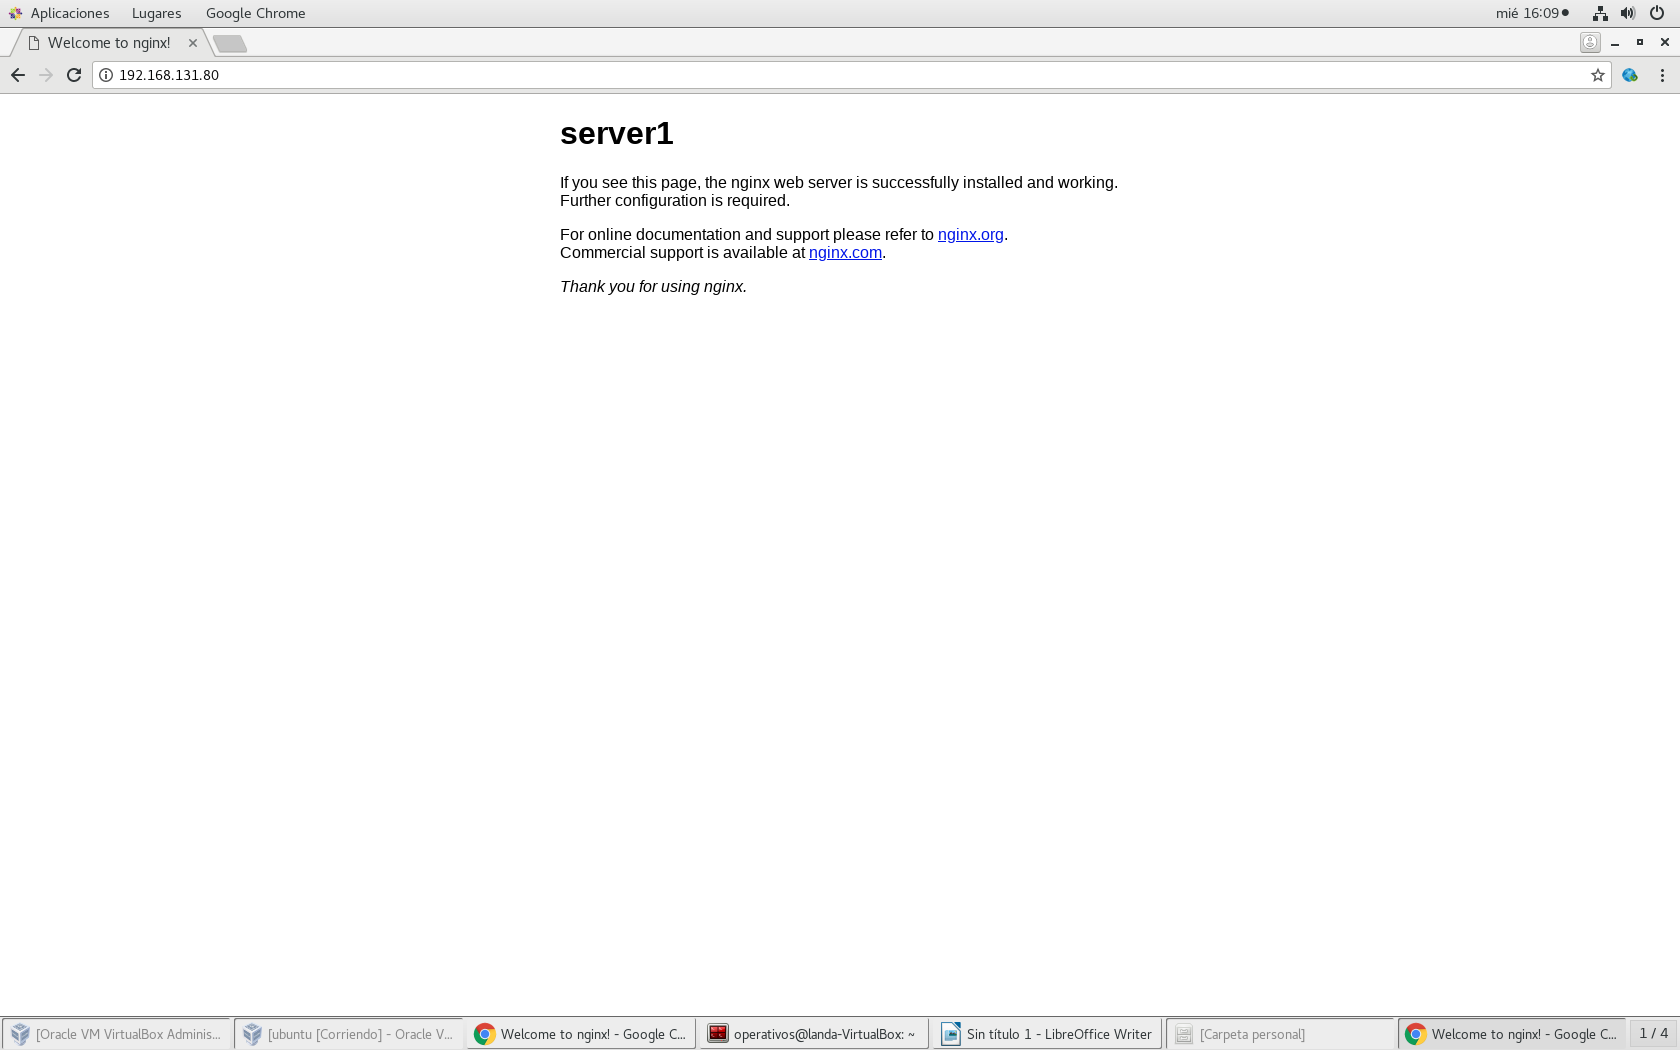 Aplicaciones Lugares Google Chrome mié 16:09
Welcome to nginx!
192.168.131.80
server1
If you see this page, the nginx web server is successfully installed and working.
Further configuration is required.
For online documentation and support please refer to nginx.org.
Commercial support is available at nginx.com.
Thank you for using nginx.
[Oracle VM VirtualBox Adminis... [ubuntu [Corriendo] - Oracle V... Welcome to nginx! - Google C... operativos@landa-VirtualBox: ~ Sin título 1 - LibreOffice Writer [Carpeta personal] Welcome to nginx! - Google C... 1 / 4